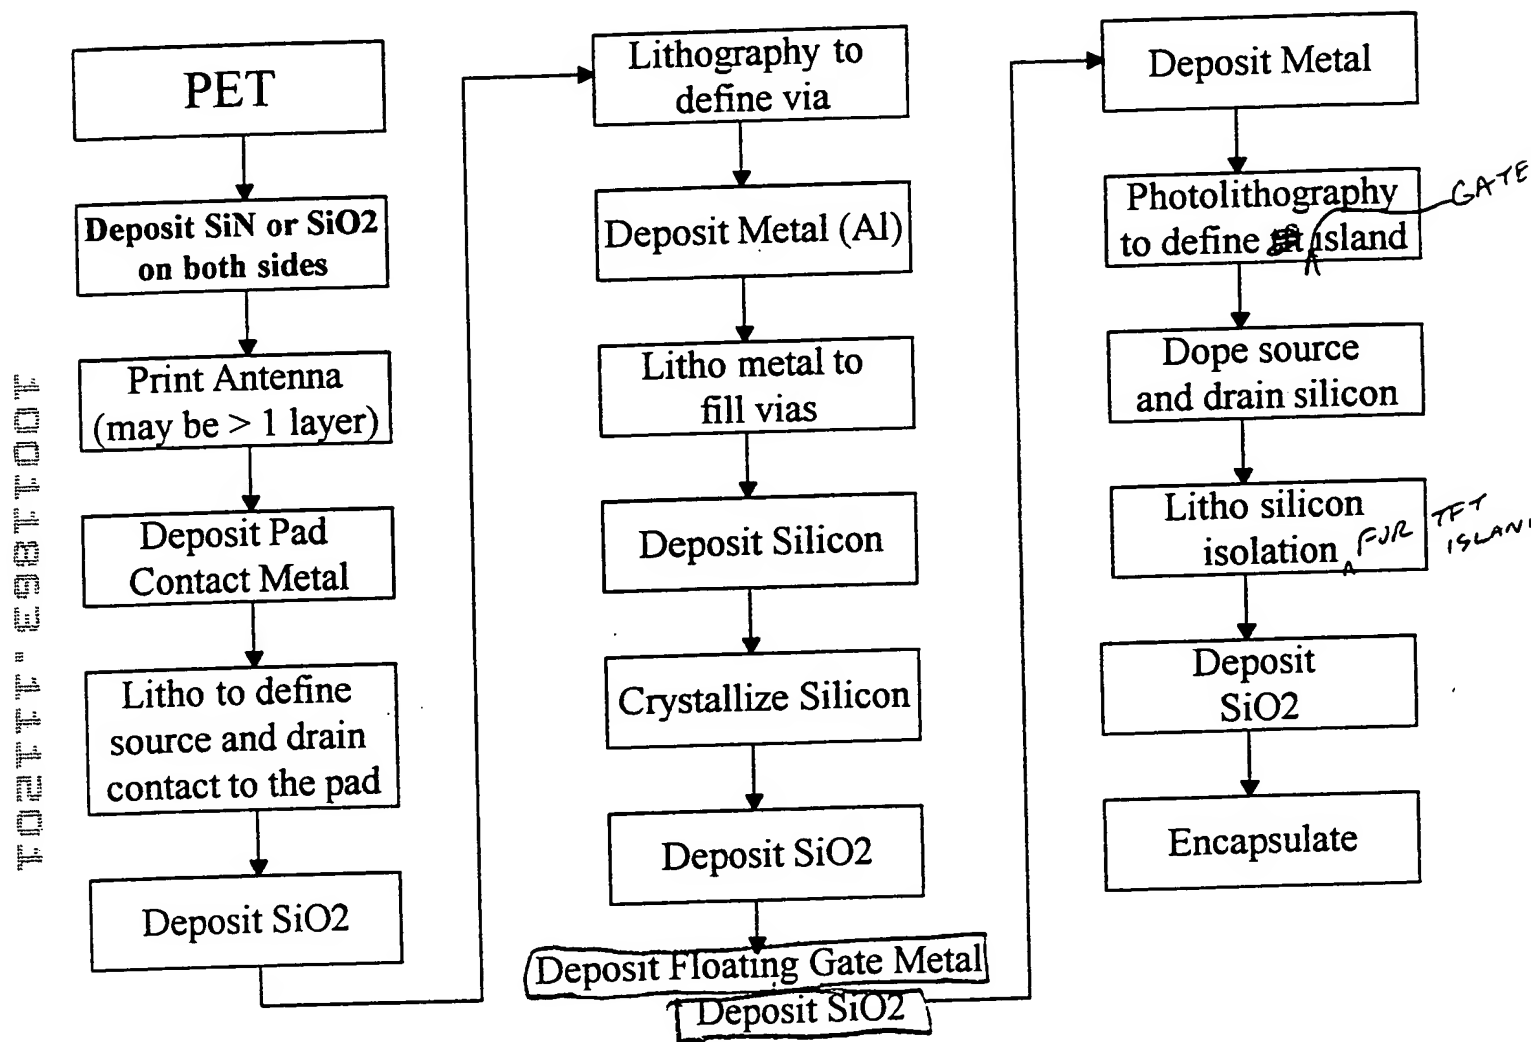 PET
Deposit SiN or SiO2
on both sides
Print Antenna
(may be > 1 layer)
Deposit Pad
Contact Metal
Litho to define
source and drain
contact to the pad
Deposit SiO2
Lithography to
define via
Deposit Metal (Al)
Litho metal to
fill vias
Deposit Silicon
Crystallize Silicon
Deposit SiO2
Deposit Floating Gate Metal
Deposit SiO2
Deposit Metal
Photolithography
to define island
GATE
Dope source
and drain silicon
Litho silicon
isolation FOR TFT
ISLAN
Deposit
SiO2
Encapsulate
10011863.111201